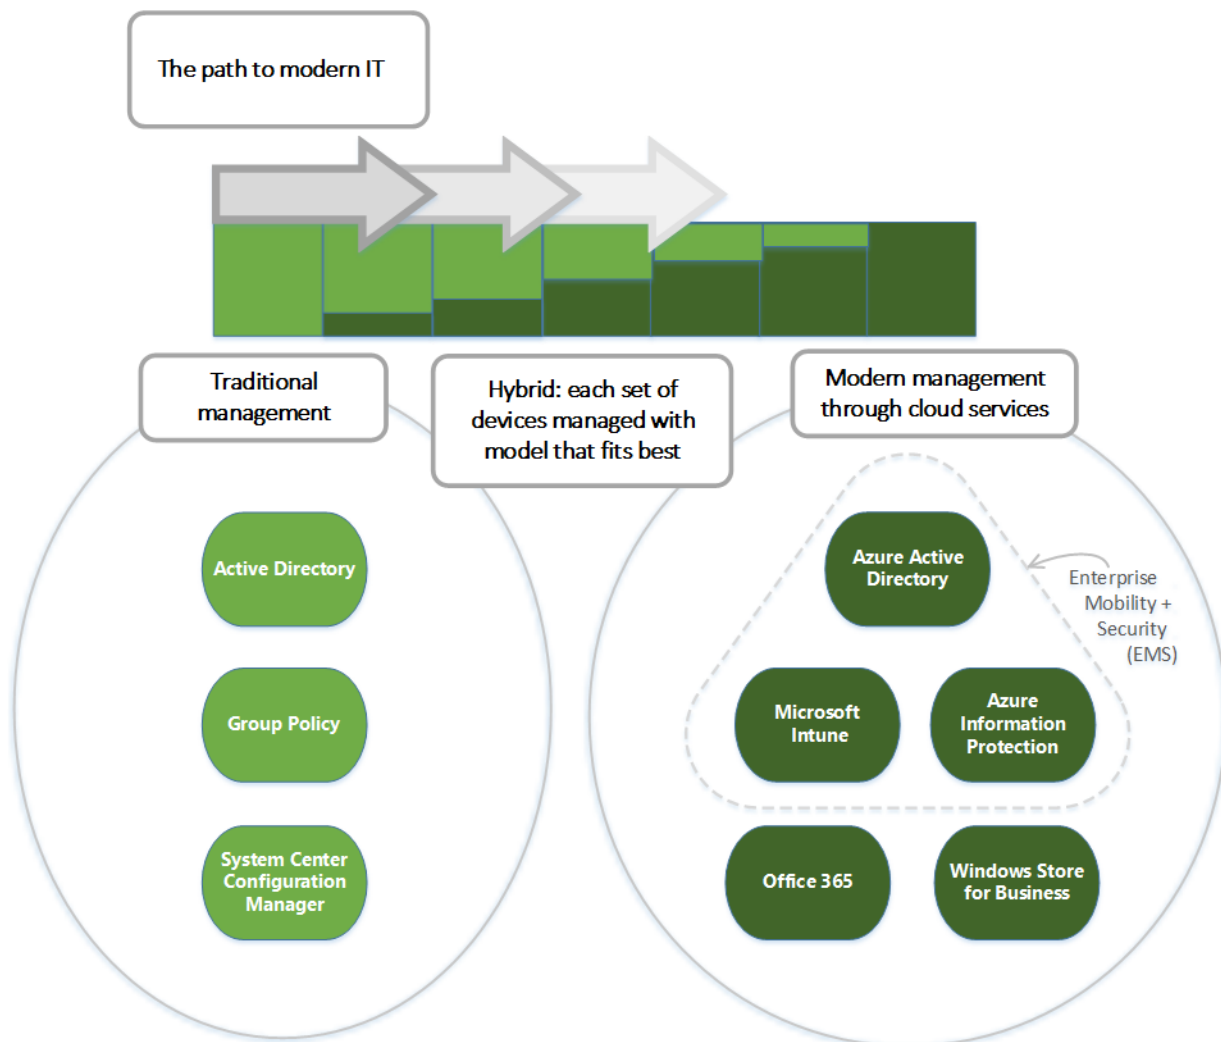 The path to modern IT
Traditional
management
Hybrid: each set of
devices managed with
model that fits best
Modern management
through cloud services
Active Directory
Group Policy
System Center
Configuration
Manager
Azure Active
Directory
Enterprise
Mobility +
Security
(EMS)
Microsoft
Intune
Azure
Information
Protection
Office 365
Windows Store
for Business